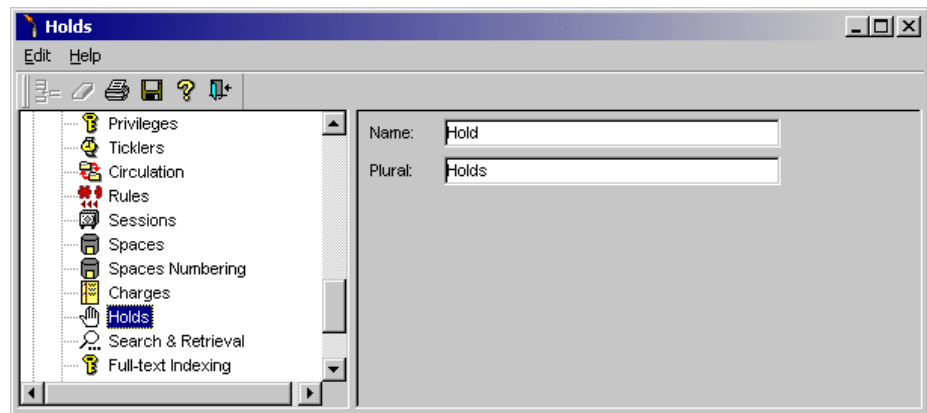 Holds
Edit Help
Privileges
Ticklers
Circulation
Rules
Sessions
Spaces
Spaces Numbering
Charges
Holds
Search & Retrieval
Full-text Indexing
Name: Hold
Plural: Holds